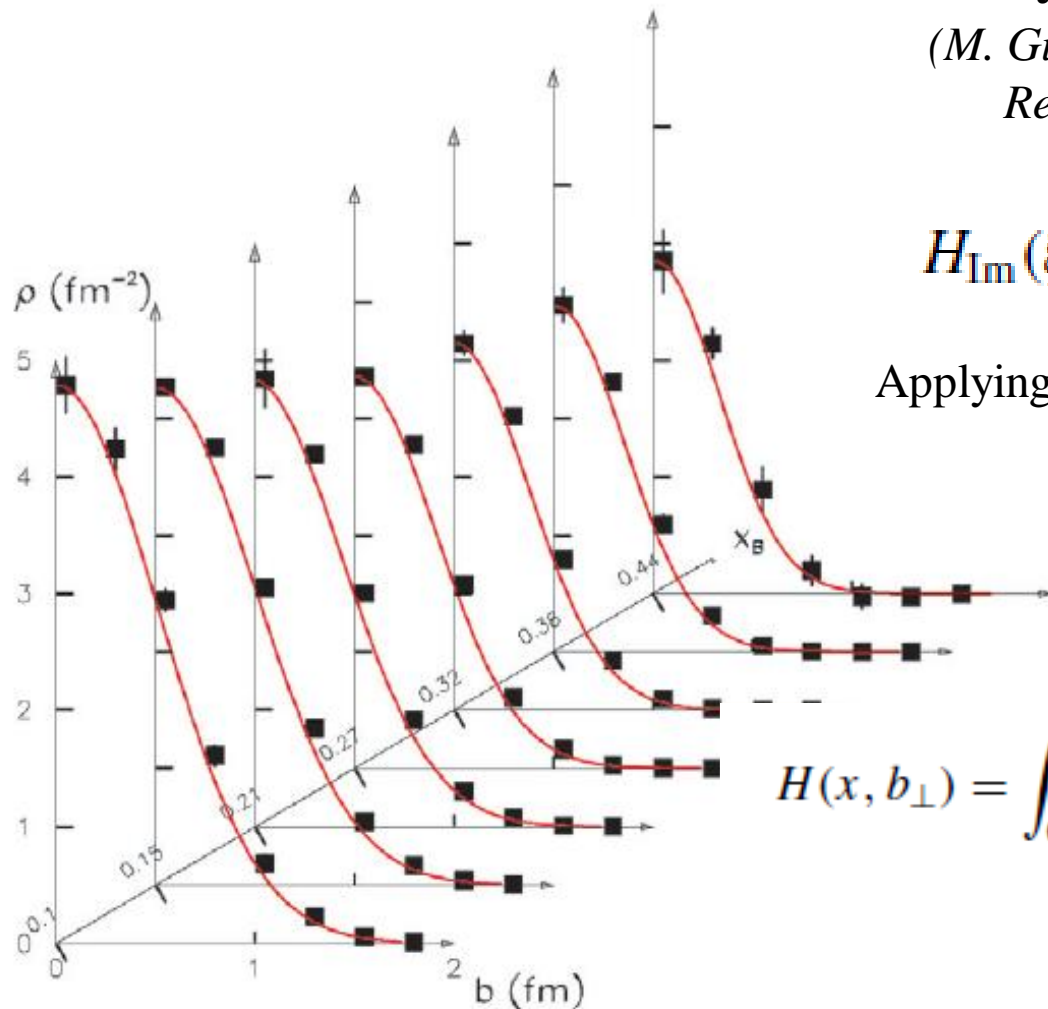 (M. Gu
Re
H_Im(
Applying
ρ (fm⁻²)
5
4
3
2
1
0
0.1
0.15
0.21
0.27
0.32
0.36
0.44
x_B
0
1
2
b (fm)
H(x, b⊥) = ∫